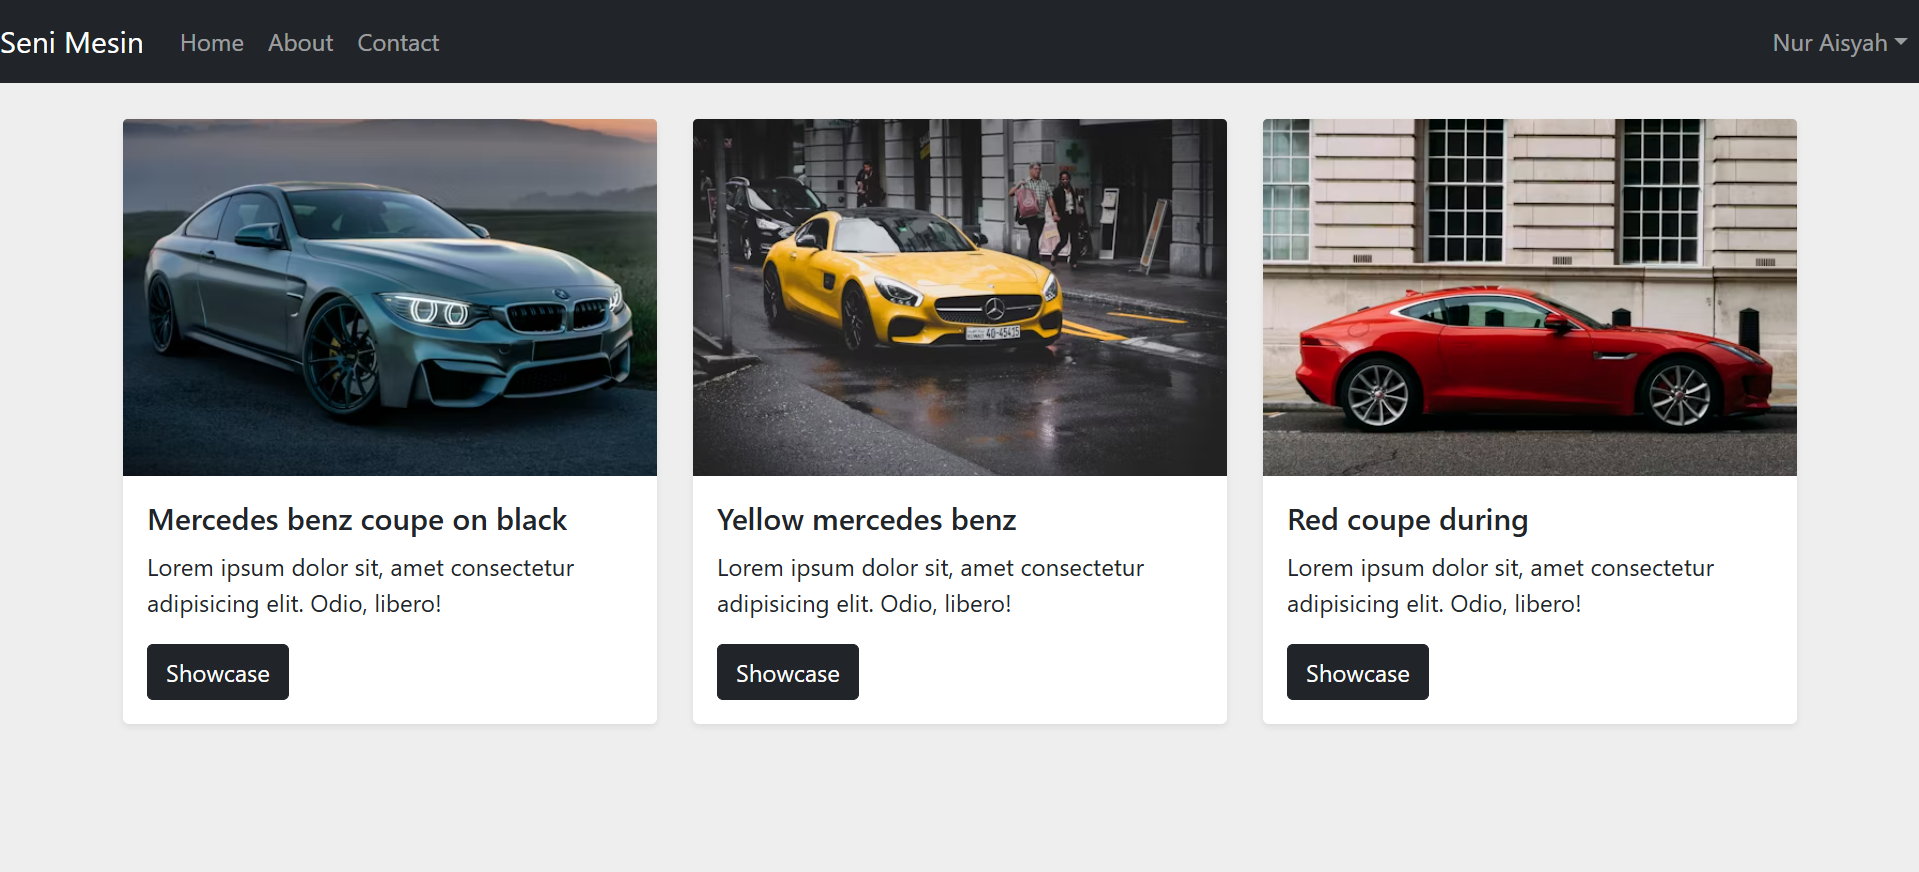 Seni Mesin Home About Contact Nur Aisyah
40-45415
Mercedes benz coupe on black
Lorem ipsum dolor sit, amet consectetur
adipisicing elit. Odio, libero!
Showcase
Yellow mercedes benz
Lorem ipsum dolor sit, amet consectetur
adipisicing elit. Odio, libero!
Showcase
Red coupe during
Lorem ipsum dolor sit, amet consectetur
adipisicing elit. Odio, libero!
Showcase